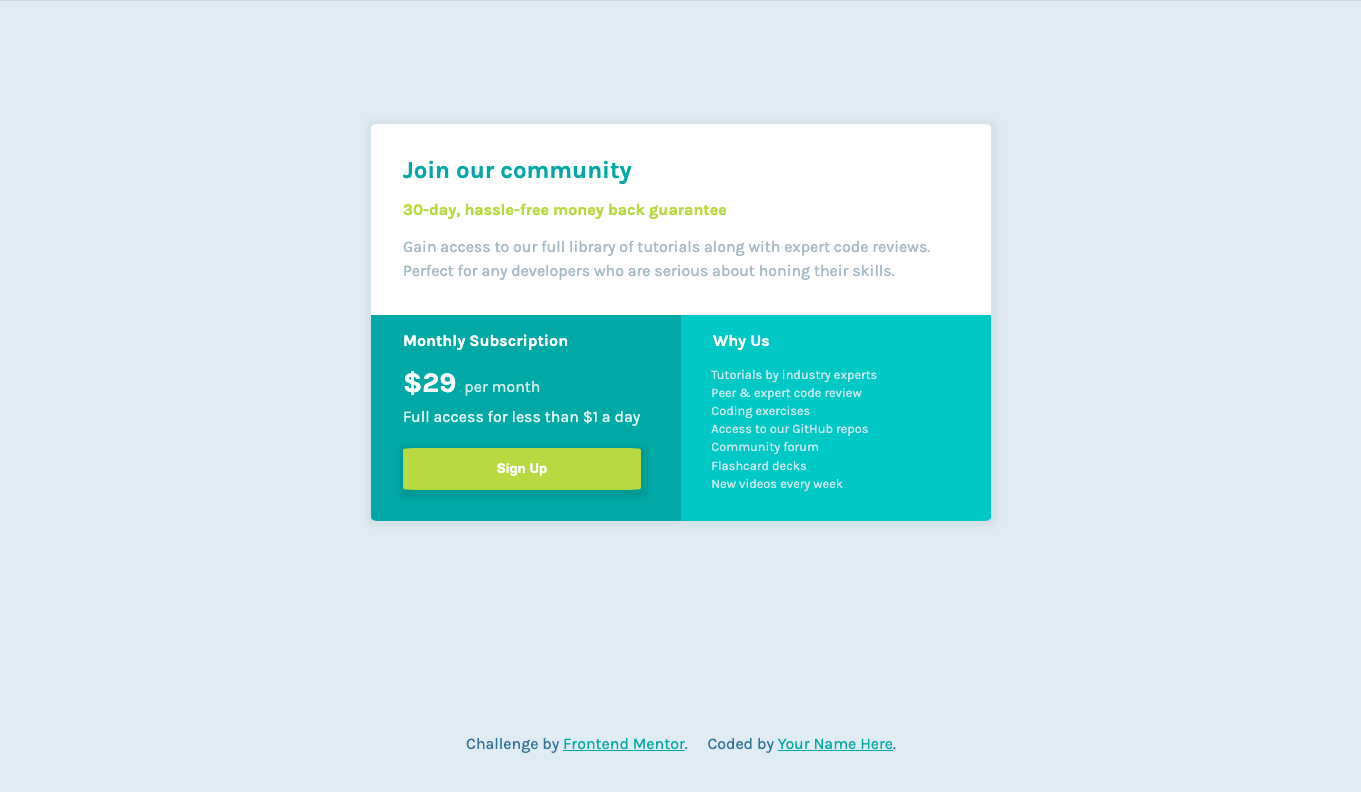 Join our community
30-day, hassle-free money back guarantee
Gain access to our full library of tutorials along with expert code reviews.
Perfect for any developers who are serious about honing their skills.
Monthly Subscription
$29 per month
Full access for less than $1 a day
Sign Up
Why Us
Tutorials by industry experts
Peer & expert code review
Coding exercises
Access to our GitHub repos
Community forum
Flashcard decks
New videos every week
Challenge by Frontend Mentor. Coded by Your Name Here.